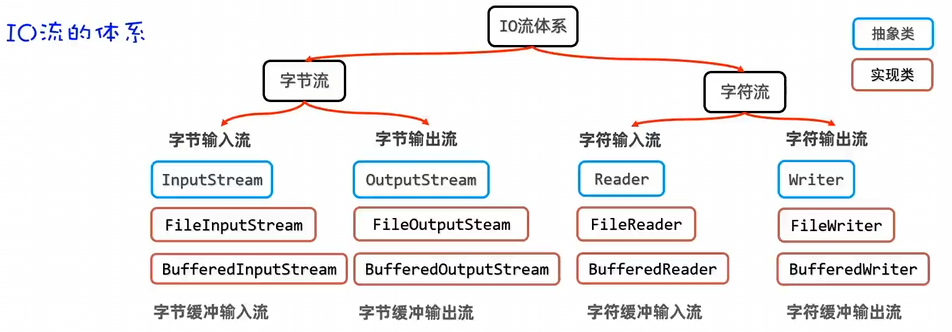 IO流的体系
IO流体系
抽象类
实现类
字节流
字符流
字节输入流
字节输出流
字符输入流
字符输出流
InputStream
OutputStream
Reader
Writer
FileInputStream
FileOutputSteam
FileReader
FileWriter
BufferedInputStream
BufferedOutputStream
BufferedReader
BufferedWriter
字节缓冲输入流
字节缓冲输出流
字符缓冲输入流
字符缓冲输出流